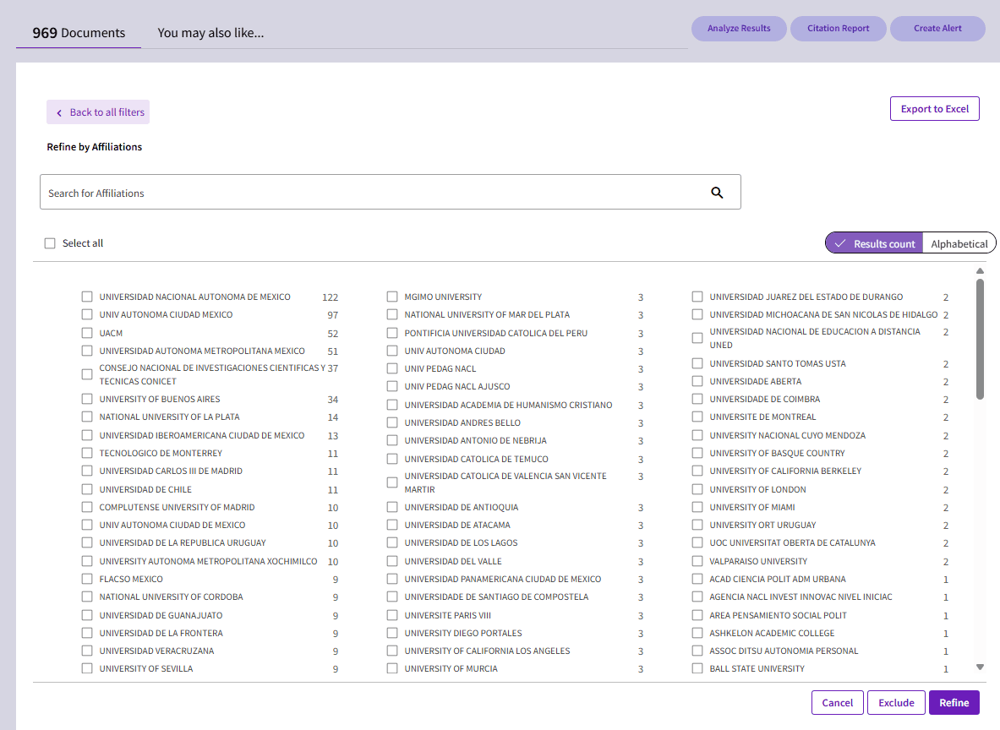 969 Documents
You may also like...
Analyze Results
Citation Report
Create Alert
Back to all filters
Export to Excel
Refine by Affiliations
Search for Affiliations
Select all
Results count
Alphabetical
UNIVERSIDAD NACIONAL AUTONOMA DE MEXICO 122
UNIV AUTONOMA CIUDAD MEXICO 97
UACM 52
UNIVERSIDAD AUTONOMA METROPOLITANA MEXICO 51
CONSEJO NACIONAL DE INVESTIGACIONES CIENTIFICAS Y 37
TECNICAS CONICET
UNIVERSITY OF BUENOS AIRES 34
NATIONAL UNIVERSITY OF LA PLATA 14
UNIVERSIDAD IBEROAMERICANA CIUDAD DE MEXICO 13
TECNOLOGICO DE MONTERREY 11
UNIVERSIDAD CARLOS III DE MADRID 11
UNIVERSIDAD DE CHILE 11
COMPLUTENSE UNIVERSITY OF MADRID 10
UNIV AUTONOMA CIUDAD DE MEXICO 10
UNIVERSIDAD DE LA REPUBLICA URUGUAY 10
UNIVERSITY AUTONOMA METROPOLITANA XOCHIMILCO 10
FLACSO MEXICO 9
NATIONAL UNIVERSITY OF CORDOBA 9
UNIVERSIDAD DE GUANAJUATO 9
UNIVERSIDAD DE LA FRONTERA 9
UNIVERSIDAD VERACRUZANA 9
UNIVERSITY OF SEVILLA 9
MGIMO UNIVERSITY 3
NATIONAL UNIVERSITY OF MAR DEL PLATA 3
PONTIFICIA UNIVERSIDAD CATOLICA DEL PERU 3
UNIV AUTONOMA CIUDAD 3
UNIV PEDAG NACL 3
UNIV PEDAG NACL AJUSCO 3
UNIVERSIDAD ACADEMIA DE HUMANISMO CRISTIANO 3
UNIVERSIDAD ANDRES BELLO 3
UNIVERSIDAD ANTONIO DE NEBRIJA 3
UNIVERSIDAD CATOLICA DE TEMUCO 3
UNIVERSIDAD CATOLICA DE VALENCIA SAN VICENTE 3
MARTIR
UNIVERSIDAD DE ANTIOQUIA 3
UNIVERSIDAD DE ATACAMA 3
UNIVERSIDAD DE LOS LAGOS 3
UNIVERSIDAD DEL VALLE 3
UNIVERSIDAD PANAMERICANA CIUDAD DE MEXICO 3
UNIVERSIDADE DE SANTIAGO DE COMPOSTELA 3
UNIVERSITE PARIS VIII 3
UNIVERSITY DIEGO PORTALES 3
UNIVERSITY OF CALIFORNIA LOS ANGELES 3
UNIVERSITY OF MURCIA 3
UNIVERSIDAD JUAREZ DEL ESTADO DE DURANGO 2
UNIVERSIDAD MICHOACANA DE SAN NICOLAS DE HIDALGO 2
UNIVERSIDAD NACIONAL DE EDUCACION A DISTANCIA 2
UNED
UNIVERSIDAD SANTO TOMAS USTA 2
UNIVERSIDADE ABERTA 2
UNIVERSIDADE DE COIMBRA 2
UNIVERSITE DE MONTREAL 2
UNIVERSITY NACIONAL CUYO MENDOZA 2
UNIVERSITY OF BASQUE COUNTRY 2
UNIVERSITY OF CALIFORNIA BERKELEY 2
UNIVERSITY OF LONDON 2
UNIVERSITY OF MIAMI 2
UNIVERSITY ORT URUGUAY 2
UOC UNIVERSITAT OBERTA DE CATALUNYA 2
VALPARAISO UNIVERSITY 2
ACAD CIENCIA POLIT ADM URBANA 1
AGENCIA NACL INVEST INNOVAC NIVEL INICIAC 1
AREA PENSAMIENTO SOCIAL POLIT 1
ASHKELON ACADEMIC COLLEGE 1
ASSOC DITSU AUTONOMIA PERSONAL 1
BALL STATE UNIVERSITY 1
Cancel
Exclude
Refine